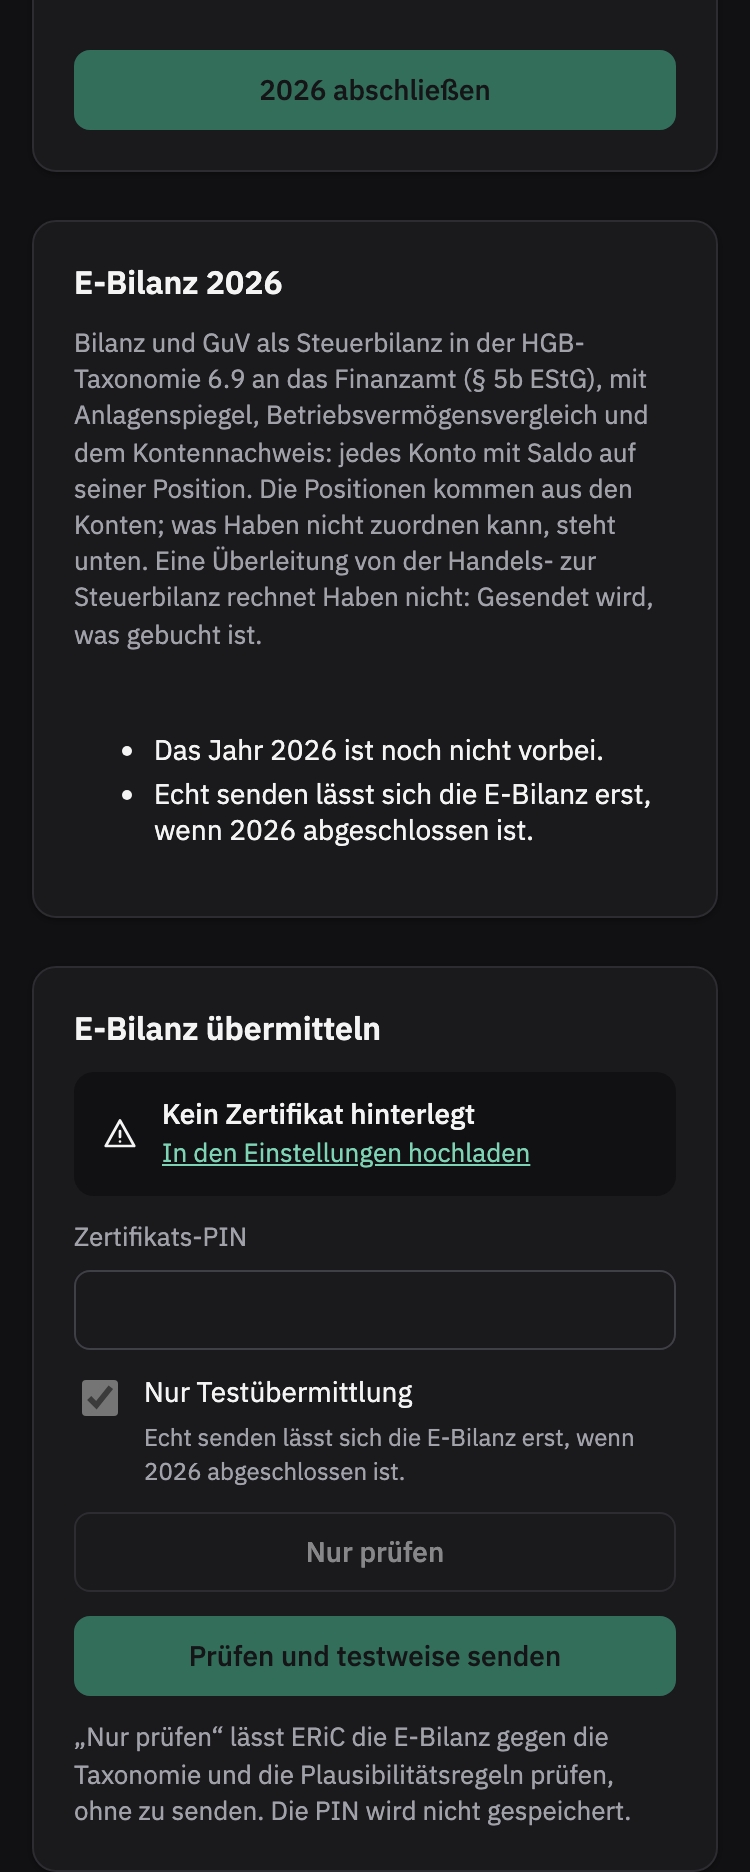 2026 abschließen
E-Bilanz 2026
Bilanz und GuV als Steuerbilanz in der HGB-
Taxonomie 6.9 an das Finanzamt (§ 5b EStG), mit
Anlagenspiegel, Betriebsvermögensvergleich und
dem Kontennachweis: jedes Konto mit Saldo auf
seiner Position. Die Positionen kommen aus den
Konten; was Haben nicht zuordnen kann, steht
unten. Eine Überleitung von der Handels- zur
Steuerbilanz rechnet Haben nicht: Gesendet wird,
was gebucht ist.
• Das Jahr 2026 ist noch nicht vorbei.
• Echt senden lässt sich die E-Bilanz erst,
wenn 2026 abgeschlossen ist.
E-Bilanz übermitteln
Kein Zertifikat hinterlegt
In den Einstellungen hochladen
Zertifikats-PIN
Nur Testübermittlung
Echt senden lässt sich die E-Bilanz erst, wenn
2026 abgeschlossen ist.
Nur prüfen
Prüfen und testweise senden
„Nur prüfen“ lässt ERiC die E-Bilanz gegen die
Taxonomie und die Plausibilitätsregeln prüfen,
ohne zu senden. Die PIN wird nicht gespeichert.